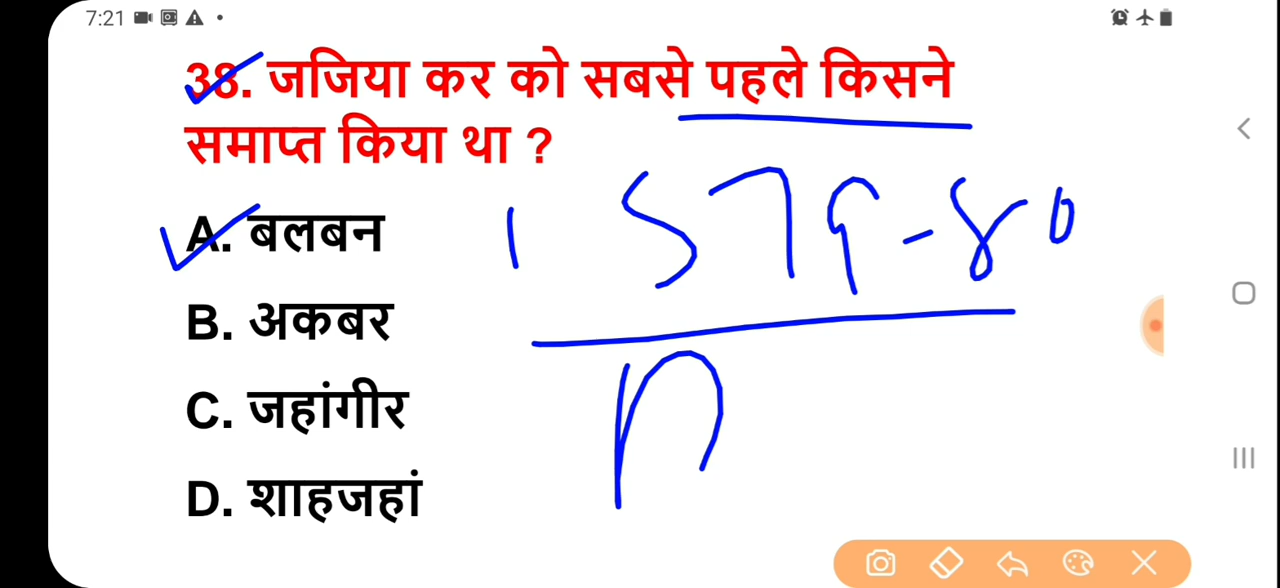 7:21
38. जजिया कर को सबसे पहले किसने
समाप्त किया था ?
A. बलबन
1579-80
B. अकबर
C. जहांगीर
D. शाहजहां